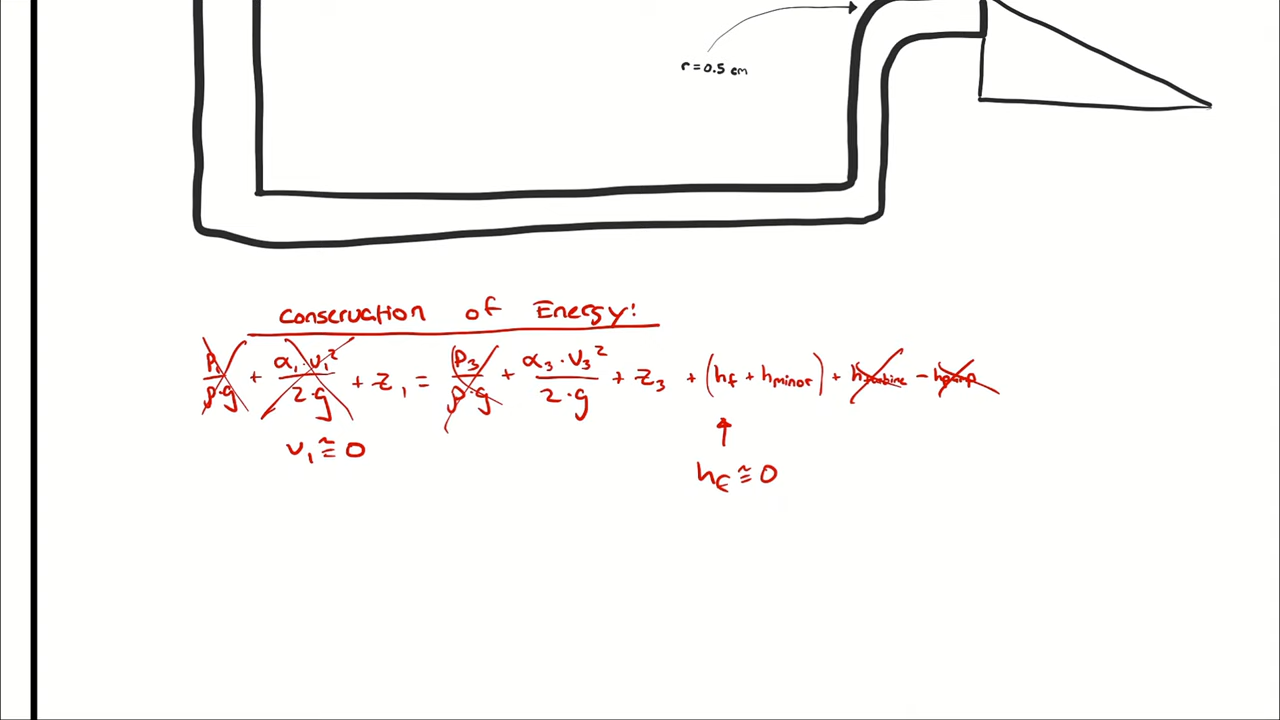 r = 0.5 cm
Conservation of Energy:
P₁/ρ·g + α₁·v₁²/2·g + z₁ = P₃/ρ·g + α₃·v₃²/2·g + z₃ + (hf + hminor) + hturbine − hpump
v₁ ≅ 0
hf ≅ 0